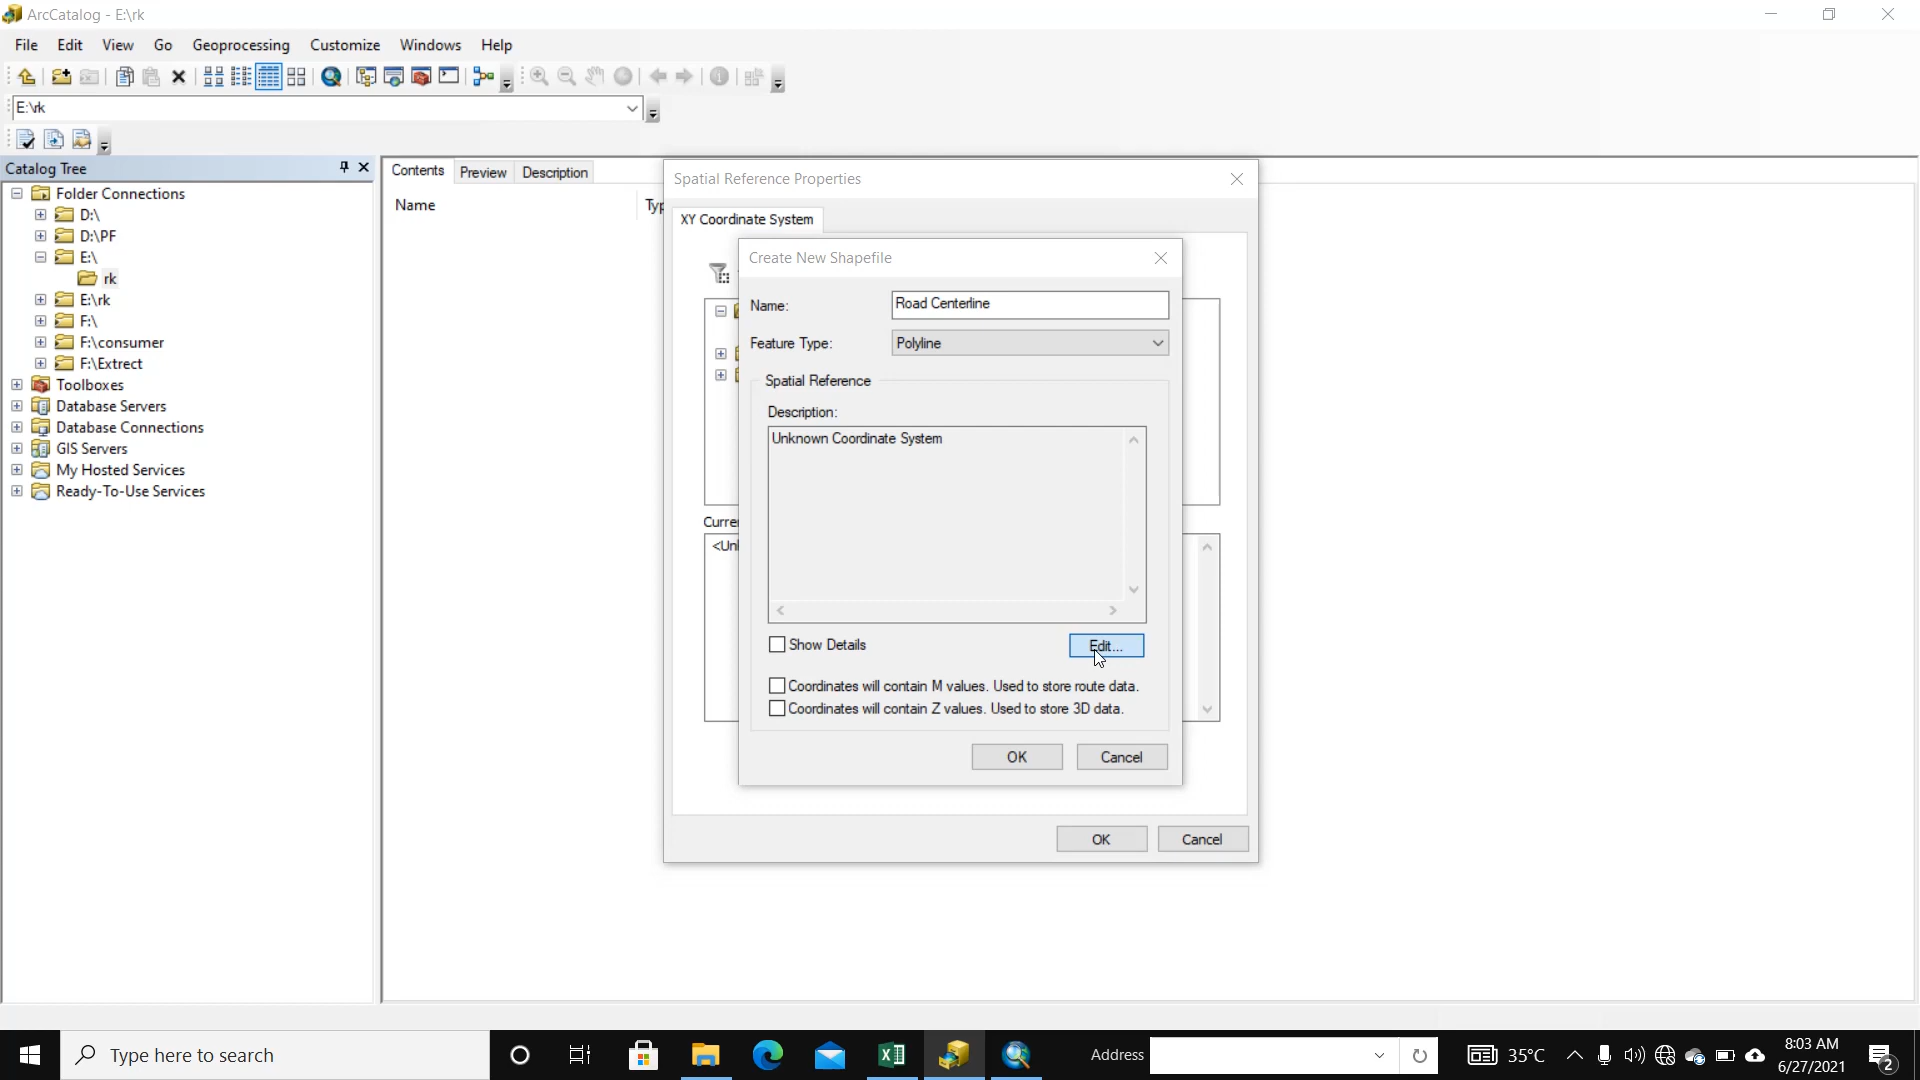 ArcCatalog - E:\rk
File Edit View Go Geoprocessing Customize Windows Help
E:\rk
Catalog Tree
Folder Connections
D:\
D:\PF
E:\
rk
E:\rk
F:\
F:\consumer
F:\Extrect
Toolboxes
Database Servers
Database Connections
GIS Servers
My Hosted Services
Ready-To-Use Services
Contents Preview Description
Name
Spatial Reference Properties
XY Coordinate System
Create New Shapefile
Name: Road Centerline
Feature Type: Polyline
Spatial Reference
Description:
Unknown Coordinate System
Show Details Edit...
Coordinates will contain M values. Used to store route data.
Coordinates will contain Z values. Used to store 3D data.
OK Cancel
OK Cancel
Type here to search
Address
35°C
8:03 AM
6/27/2021
2